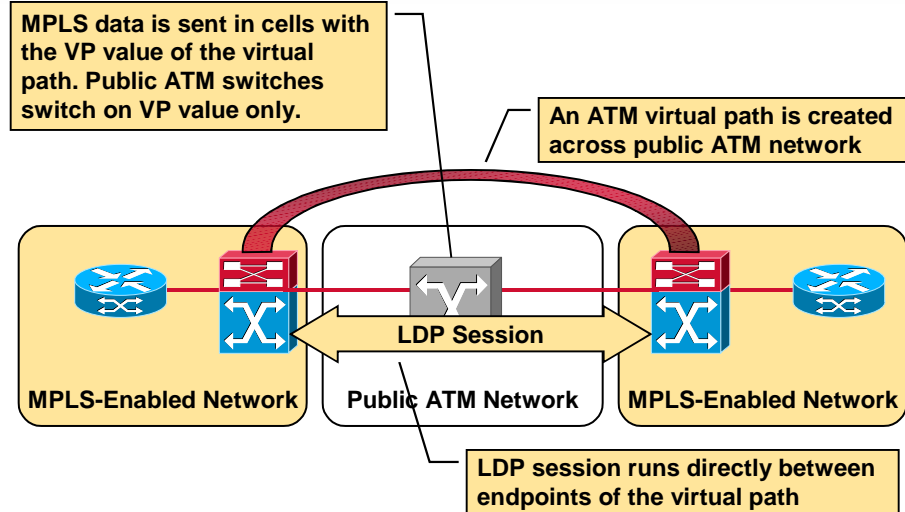 MPLS data is sent in cells with
the VP value of the virtual
path. Public ATM switches
switch on VP value only.
An ATM virtual path is created
across public ATM network
LDP Session
MPLS-Enabled Network
Public ATM Network
MPLS-Enabled Network
LDP session runs directly between
endpoints of the virtual path